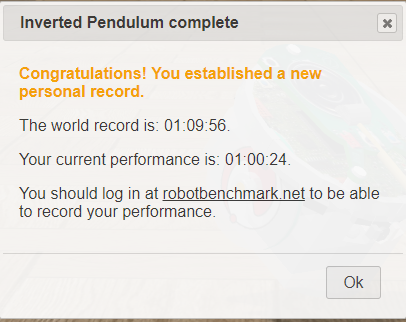 Inverted Pendulum complete
Congratulations! You established a new
personal record.
The world record is: 01:09:56.
Your current performance is: 01:00:24.
You should log in at robotbenchmark.net to be able
to record your performance.
Ok